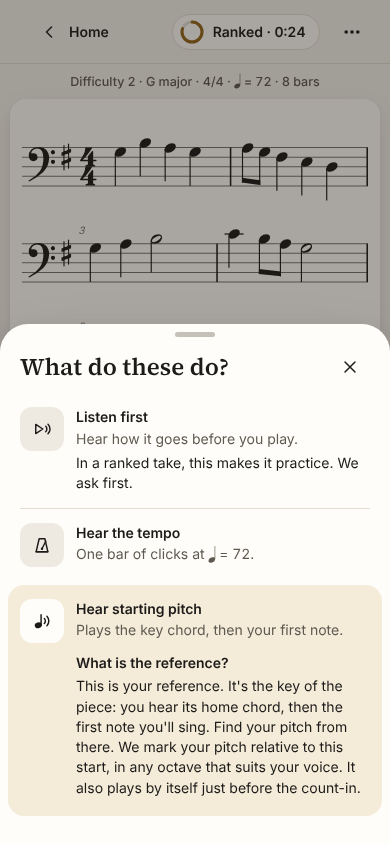 Home
Ranked · 0:24
Difficulty 2 · G major · 4/4 · ♩ = 72 · 8 bars
4
4
3
What do these do?
Listen first
Hear how it goes before you play.
In a ranked take, this makes it practice. We
ask first.
Hear the tempo
One bar of clicks at ♩ = 72.
Hear starting pitch
Plays the key chord, then your first note.
What is the reference?
This is your reference. It's the key of the
piece: you hear its home chord, then the
first note you'll sing. Find your pitch from
there. We mark your pitch relative to this
start, in any octave that suits your voice. It
also plays by itself just before the count-in.